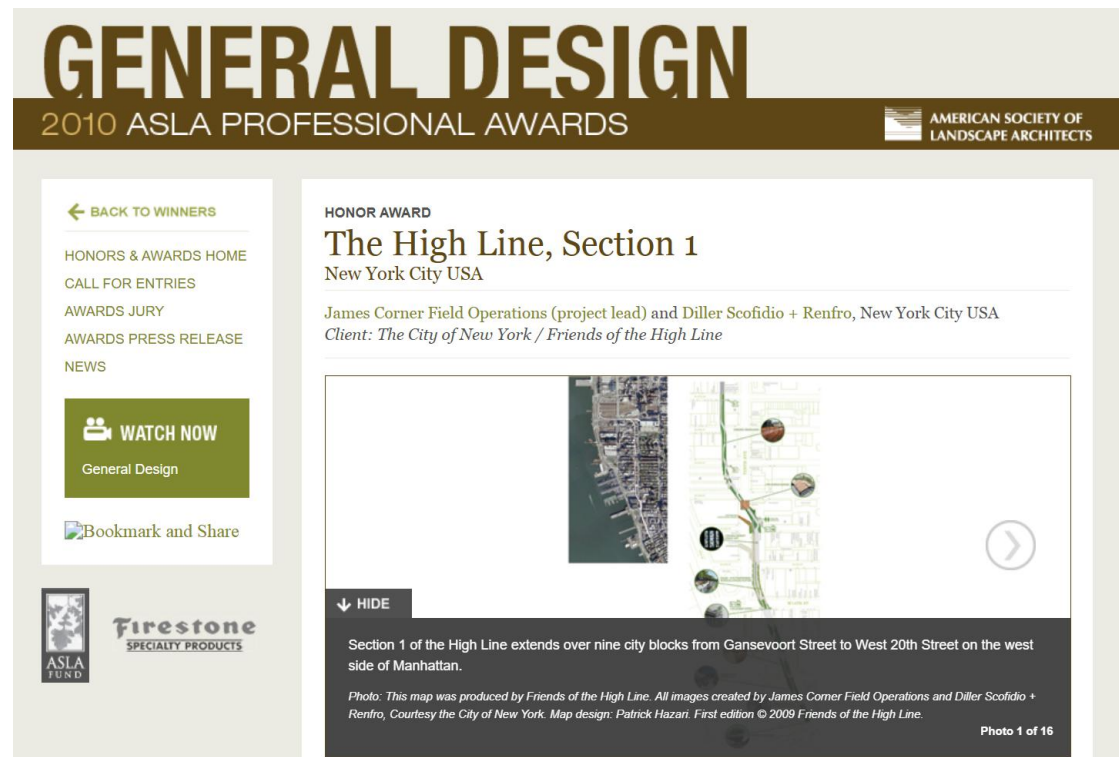 GENERAL DESIGN
2010 ASLA PROFESSIONAL AWARDS
AMERICAN SOCIETY OF
LANDSCAPE ARCHITECTS
BACK TO WINNERS
HONORS & AWARDS HOME
CALL FOR ENTRIES
AWARDS JURY
AWARDS PRESS RELEASE
NEWS
WATCH NOW
General Design
Bookmark and Share
ASLA
FUND
Firestone
SPECIALTY PRODUCTS
HONOR AWARD
The High Line, Section 1
New York City USA
James Corner Field Operations (project lead) and Diller Scofidio + Renfro, New York City USA
Client: The City of New York / Friends of the High Line
HIDE
Section 1 of the High Line extends over nine city blocks from Gansevoort Street to West 20th Street on the west
side of Manhattan.
Photo: This map was produced by Friends of the High Line. All images created by James Corner Field Operations and Diller Scofidio +
Renfro, Courtesy the City of New York. Map design: Patrick Hazari. First edition © 2009 Friends of the High Line.
Photo 1 of 16